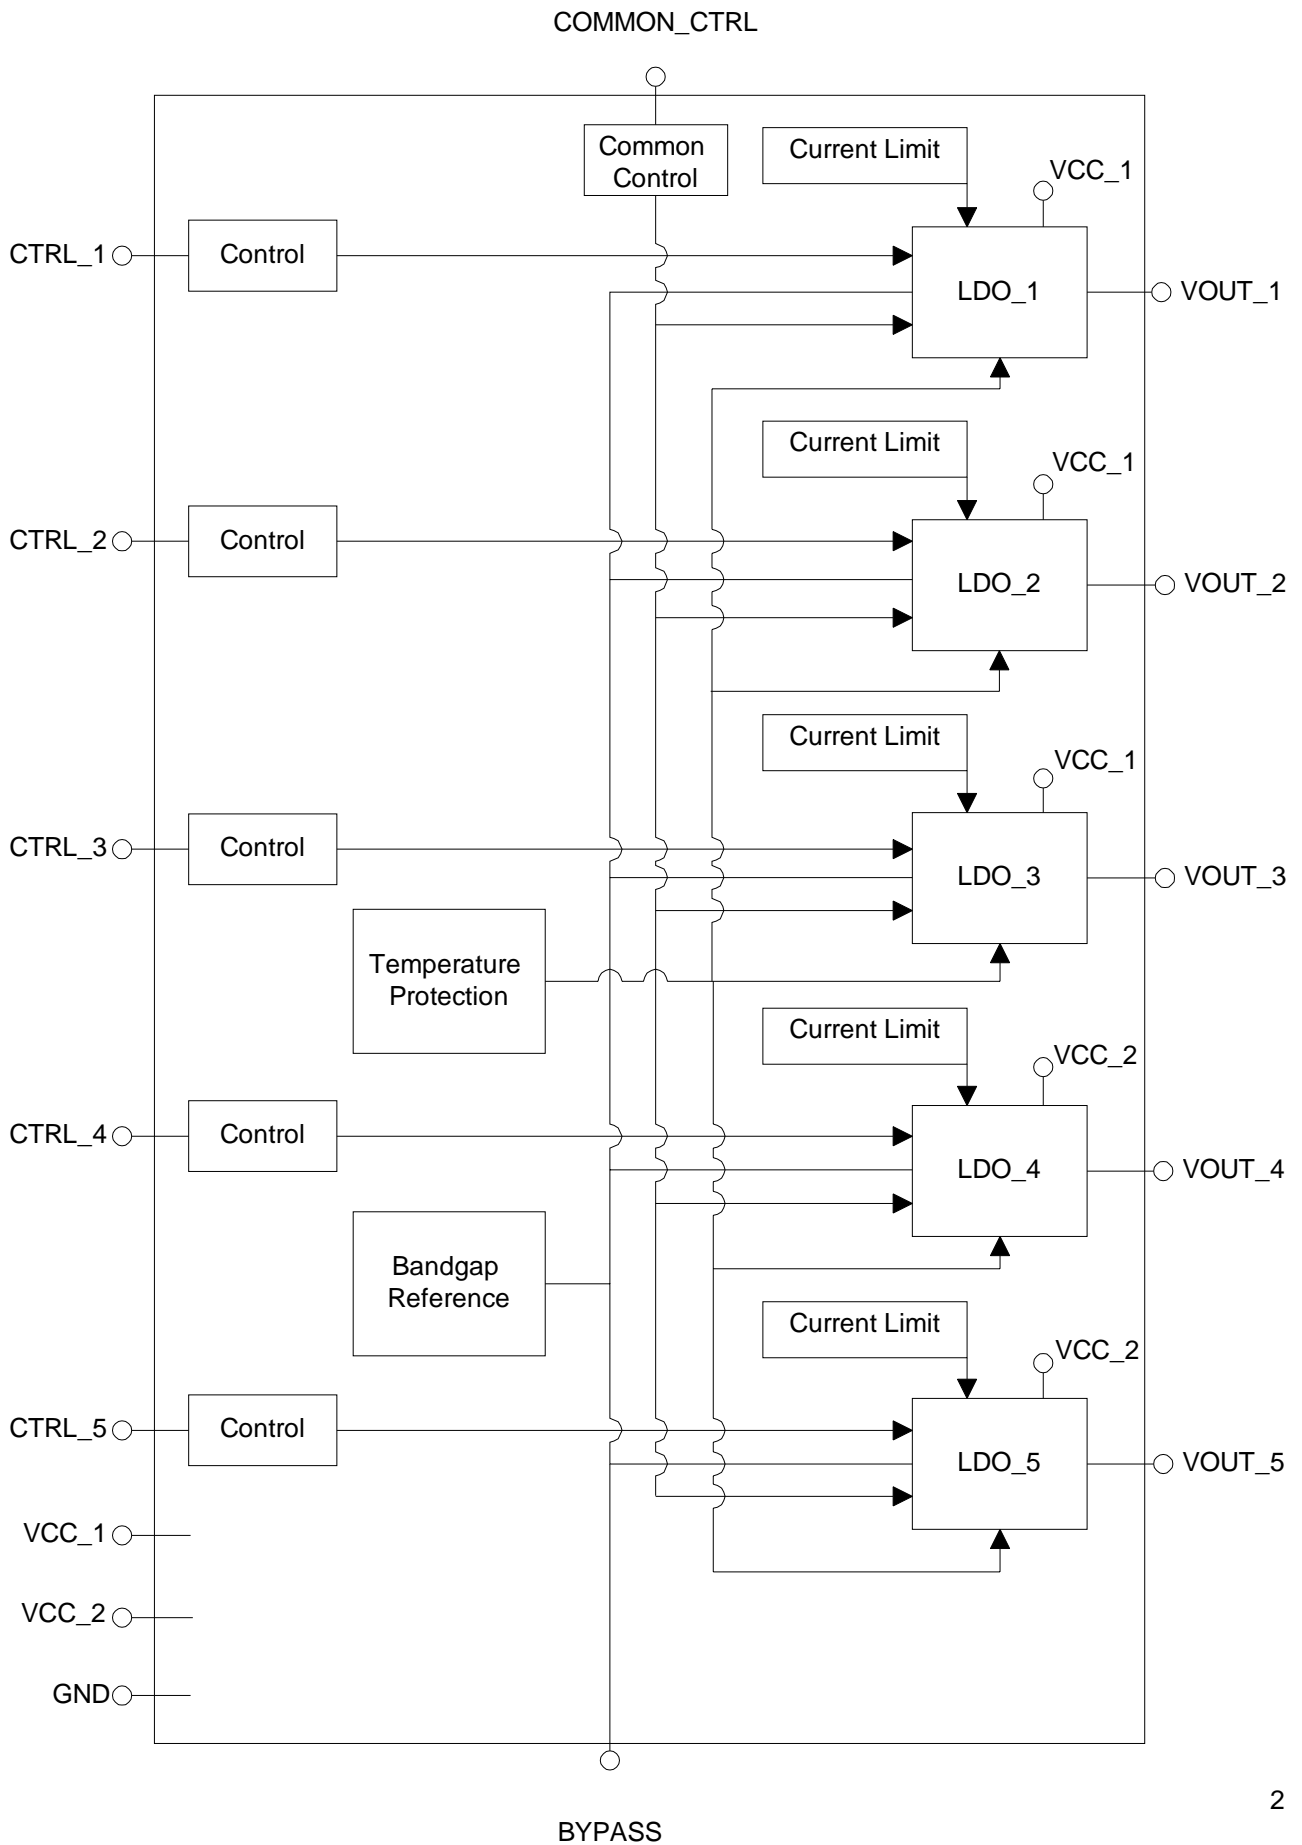 COMMON_CTRL
Common
Control
Current Limit
VCC_1
CTRL_1
Control
LDO_1
VOUT_1
Current Limit
VCC_1
CTRL_2
Control
LDO_2
VOUT_2
Current Limit
VCC_1
CTRL_3
Control
LDO_3
VOUT_3
Temperature
Protection
Current Limit
VCC_2
CTRL_4
Control
LDO_4
VOUT_4
Bandgap
Reference
Current Limit
VCC_2
CTRL_5
Control
LDO_5
VOUT_5
VCC_1
VCC_2
GND
2
BYPASS